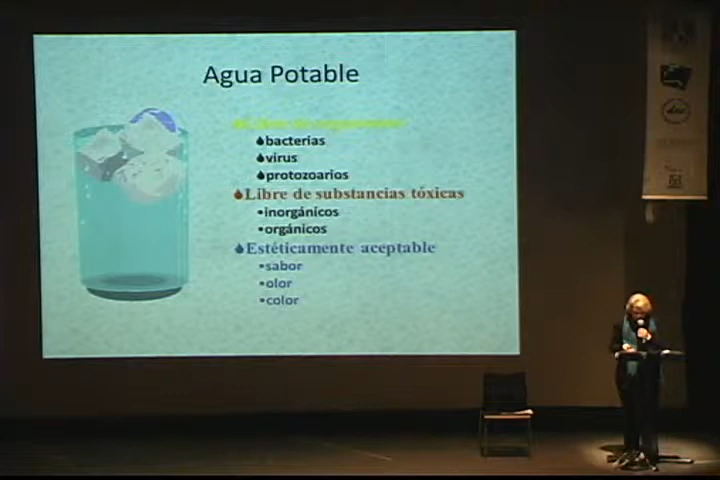 Agua Potable
bacterias
virus
protozoarios
Libre de substancias tóxicas
•inorgánicos
•orgánicos
Estéticamente aceptable
•sabor
•olor
•color